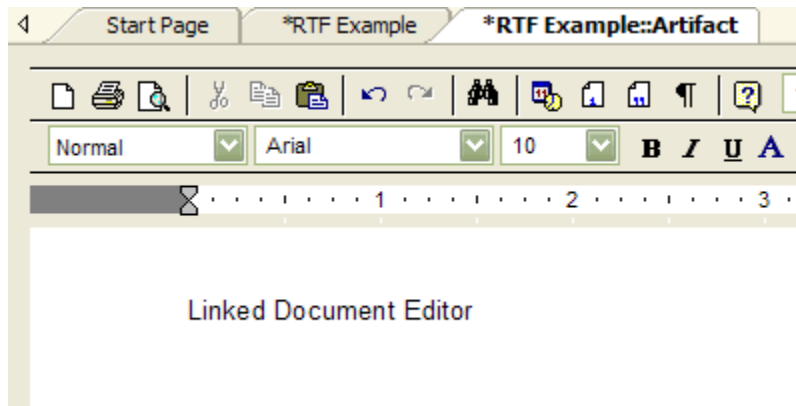 Start Page *RTF Example *RTF Example::Artifact
Normal Arial 10 B I U A
1 2 3
Linked Document Editor